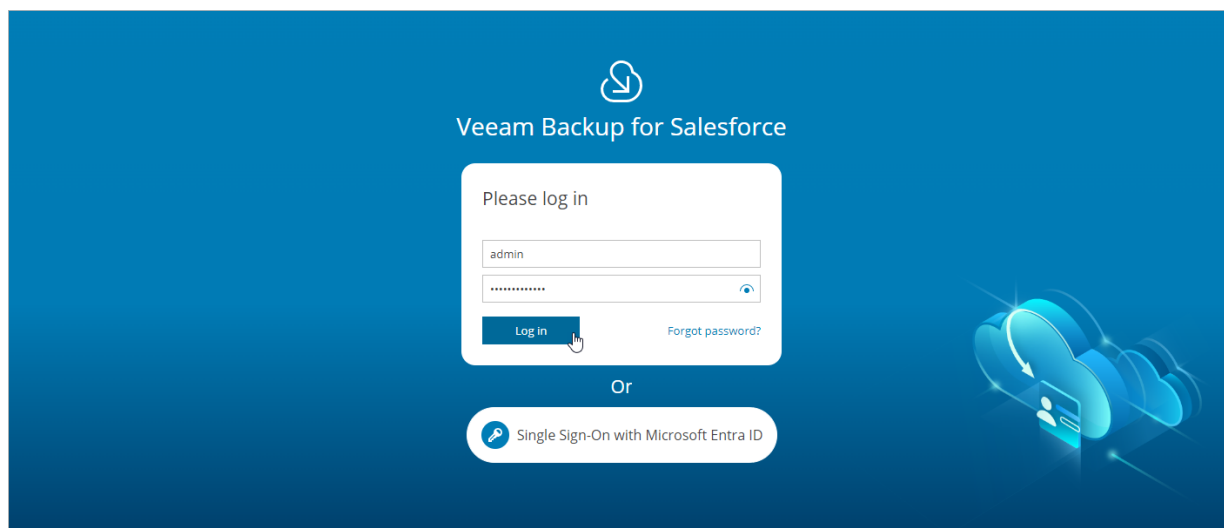 Veeam Backup for Salesforce
Please log in
admin
•••••••••••••
Log in
Forgot password?
Or
Single Sign-On with Microsoft Entra ID